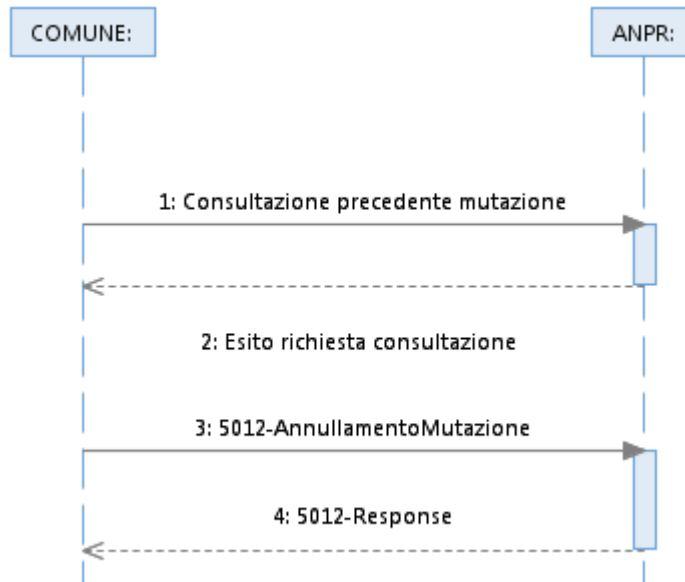 COMUNE:
ANPR:
1: Consultazione precedente mutazione
2: Esito richiesta consultazione
3: 5012-AnnullamentoMutazione
4: 5012-Response